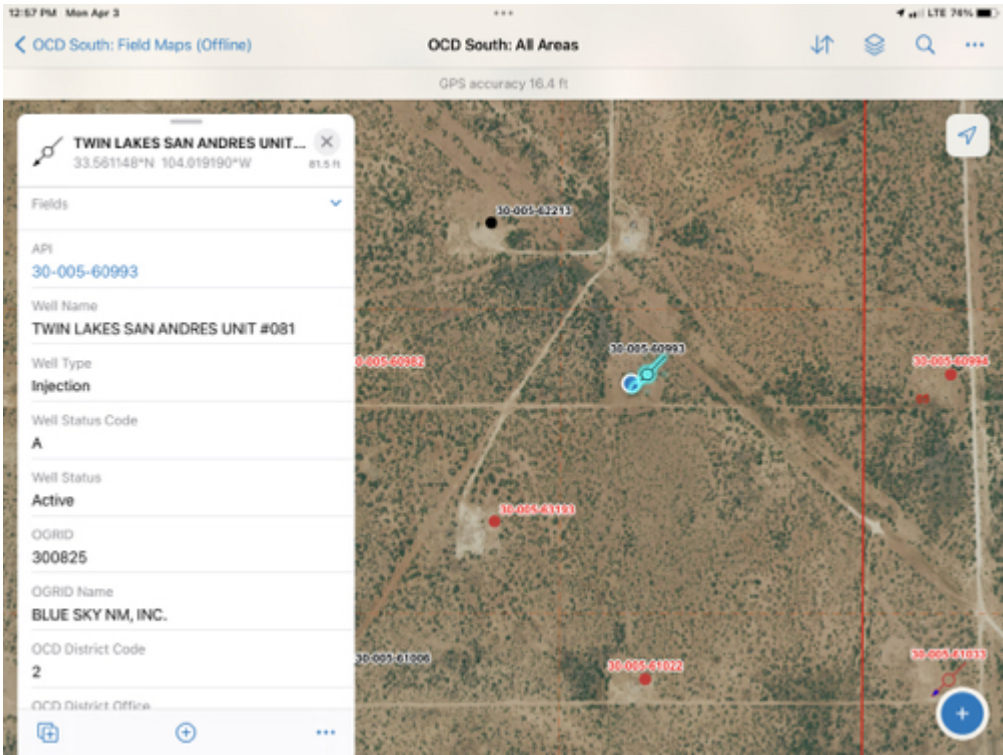 12:57 PM Mon Apr 3
LTE 74%
OCD South: Field Maps (Offline)
OCD South: All Areas
GPS accuracy 16.4 ft
TWIN LAKES SAN ANDRES UNIT...
33.561148°N 104.019190°W
81.5 ft
Fields
API
30-005-60993
Well Name
TWIN LAKES SAN ANDRES UNIT #081
Well Type
Injection
Well Status Code
A
Well Status
Active
OGRID
300825
OGRID Name
BLUE SKY NM, INC.
OCD District Code
2
OCD District Office
30-005-62213
30-005-60993
0-005-60982
30-005-60994
30-005-63193
30-005-61006
30-005-61022
30-005-61033